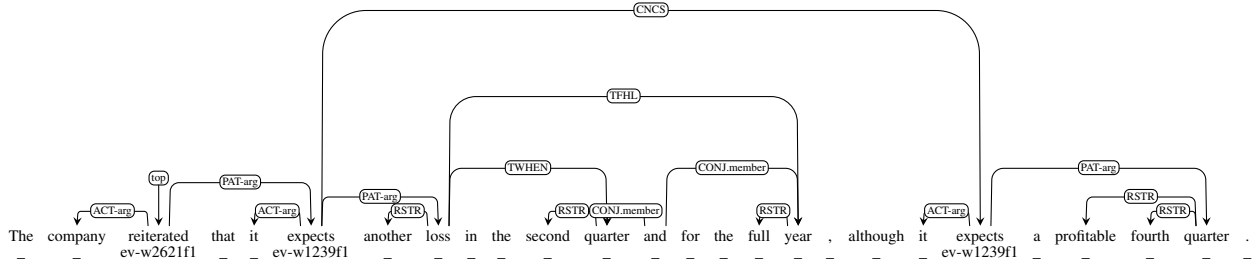 CNCS
TFHL
TWHEN CONJ.member PAT-arg
top PAT-arg
PAT-arg RSTR
ACT-arg ACT-arg RSTR RSTR CONJ.member RSTR ACT-arg RSTR
The company reiterated that it expects another loss in the second quarter and for the full year , although it expects a profitable fourth quarter .
_ _ ev-w2621f1 _ _ ev-w1239f1 _ _ _ _ _ _ _ _ _ _ _ _ _ _ ev-w1239f1 _ _ _ _ _